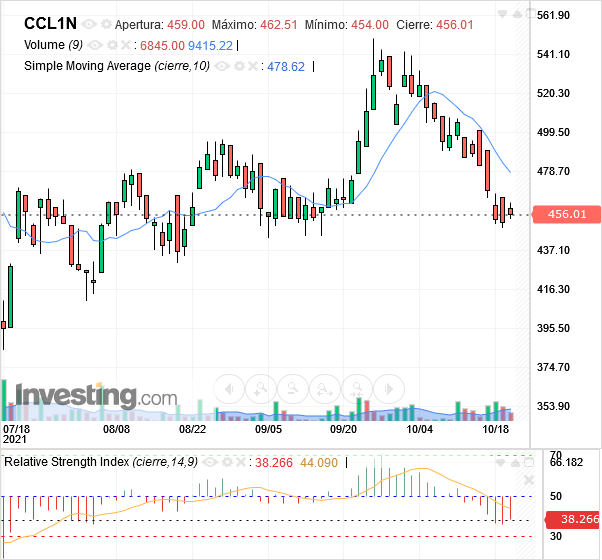 CCL1N Apertura: 459.00 Máximo: 462.51 Mínimo: 454.00 Cierre: 456.01
Volume (9) : 6845.00 9415.22
Simple Moving Average (cierre,10) : 478.62
561.90
541.10
520.30
499.50
478.70
456.01
437.10
416.30
395.50
374.70
353.90
Investing.com
07/18 08/08 08/22 09/05 09/20 10/04 10/18
2021
Relative Strength Index (cierre,14,9) : 38.266 44.090
70
66.182
50
38.266
30